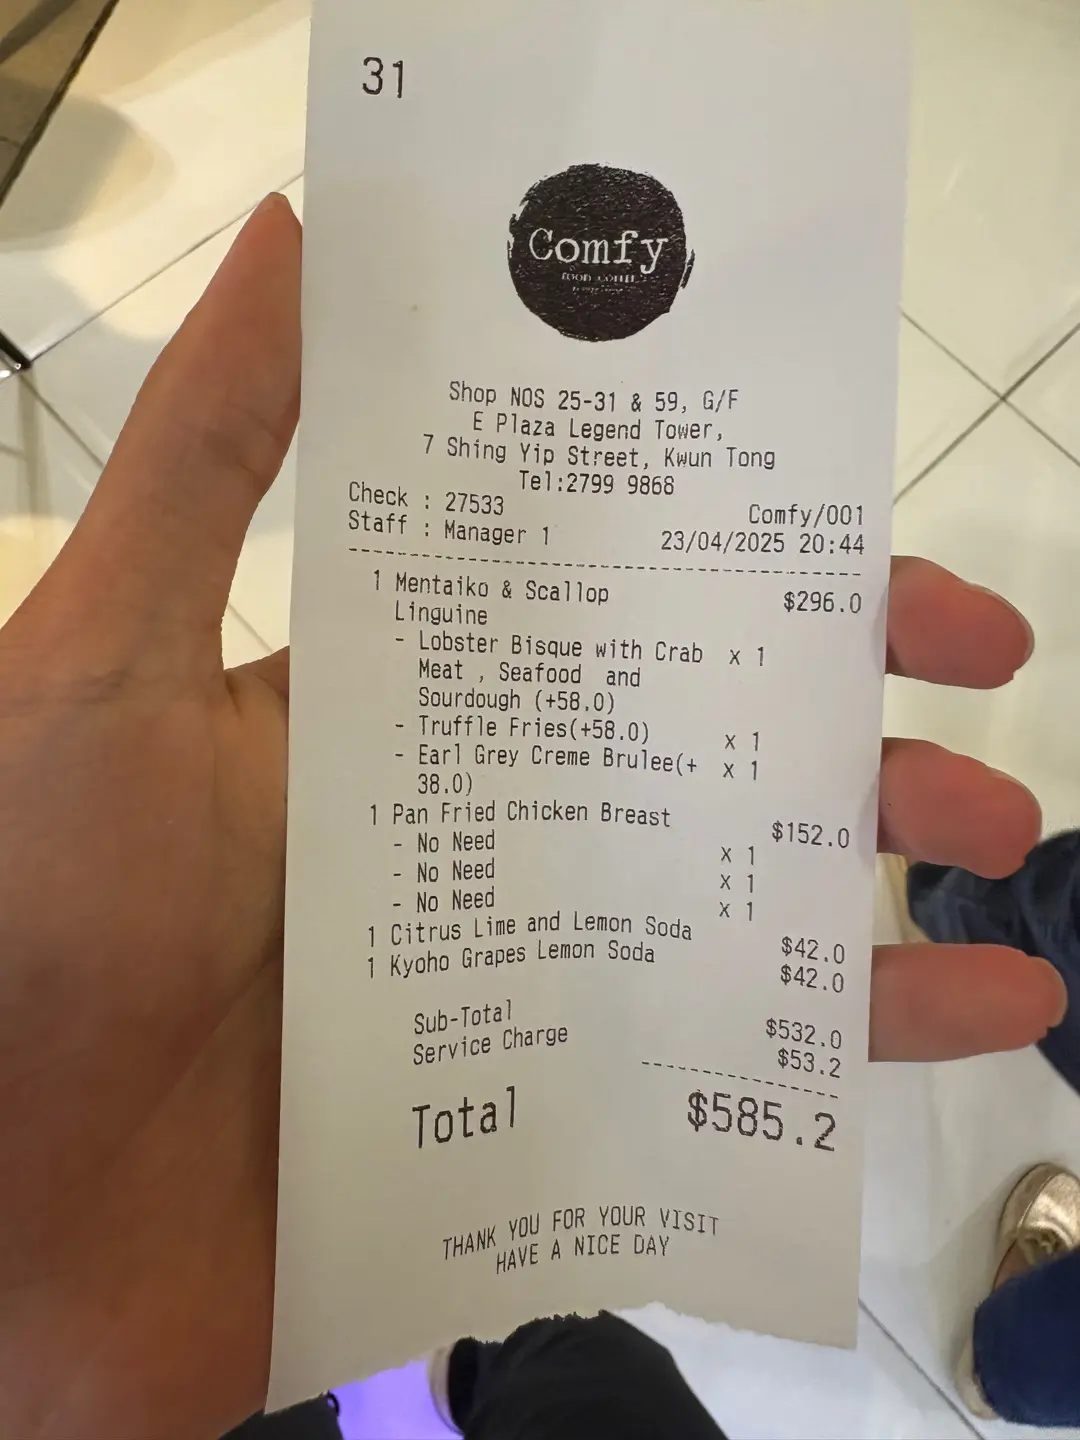 31
Comfy
FOOD COFFEE
Shop NOS 25-31 & 59, G/F
E Plaza Legend Tower,
7 Shing Yip Street, Kwun Tong
Tel:2799 9868
Check : 27533 Comfy/001
Staff : Manager 1 23/04/2025 20:44
1 Mentaiko & Scallop $296.0
Linguine
- Lobster Bisque with Crab x 1
Meat , Seafood and
Sourdough (+58.0)
- Truffle Fries(+58.0) x 1
- Earl Grey Creme Brulee(+ x 1
38.0)
1 Pan Fried Chicken Breast $152.0
- No Need x 1
- No Need x 1
- No Need x 1
1 Citrus Lime and Lemon Soda $42.0
1 Kyoho Grapes Lemon Soda $42.0
Sub-Total $532.0
Service Charge $53.2
Total $585.2
THANK YOU FOR YOUR VISIT
HAVE A NICE DAY